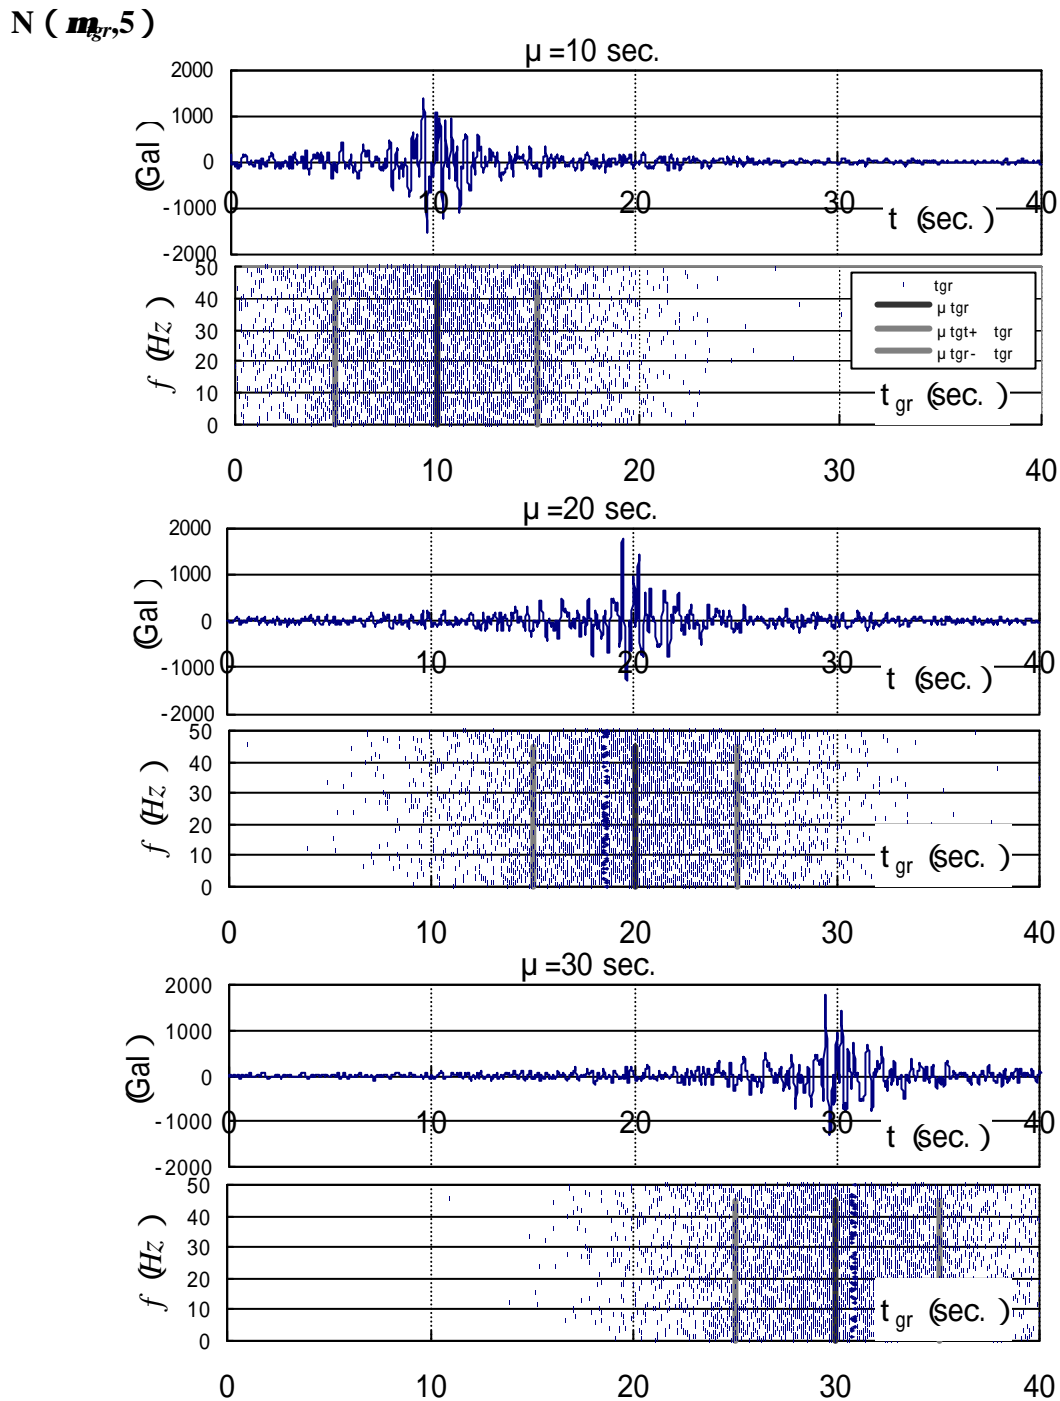 N ( mtgr,5 )
μ =10 sec.
2000
1000
0
-1000
-2000
(Gal )
0 10 20 30 40
t (sec. )
50
40
30
20
10
0
f (Hz )
tgr
μ tgr
μ tgt+ tgr
μ tgr- tgr
t gr (sec. )
0 10 20 30 40
μ =20 sec.
2000
1000
0
-1000
-2000
(Gal )
0 10 20 30 40
t (sec. )
50
40
30
20
10
0
f (Hz )
t gr (sec. )
0 10 20 30 40
μ =30 sec.
2000
1000
0
-1000
-2000
(Gal )
0 10 20 30 40
t (sec. )
50
40
30
20
10
0
f (Hz )
t gr (sec. )
0 10 20 30 40